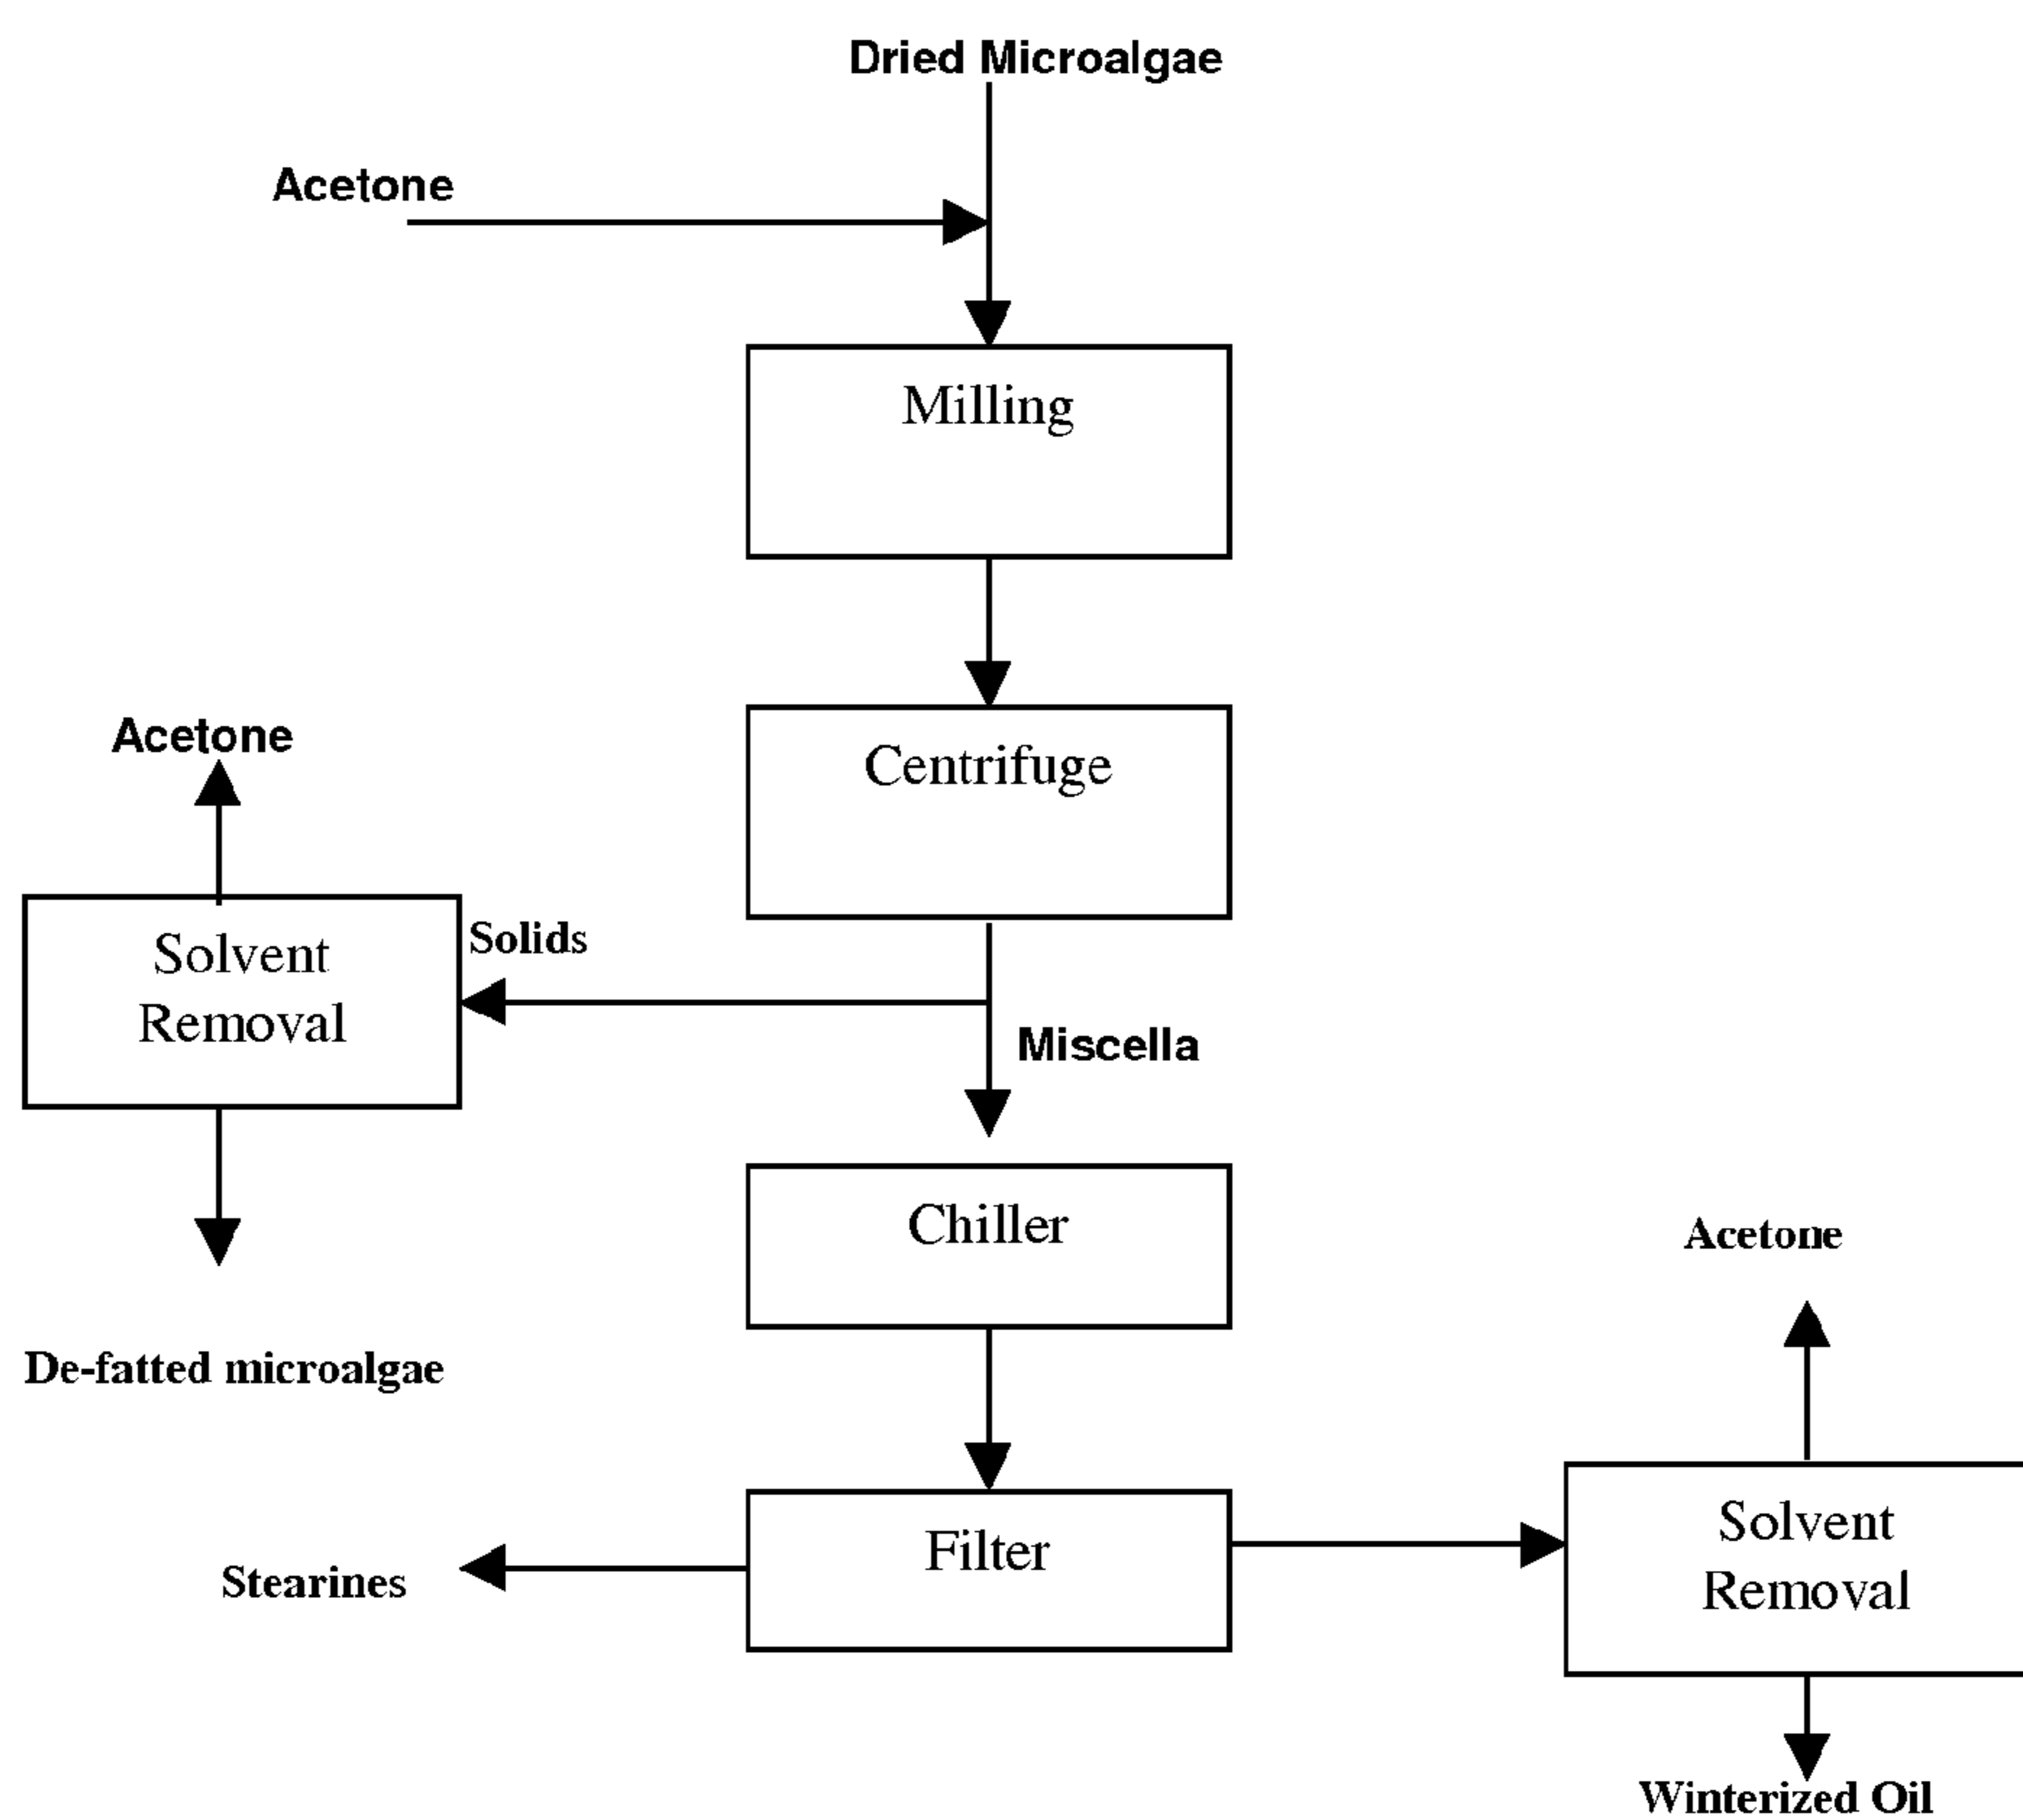 Dried Microalgae
Acetone
Milling
Acetone
Centrifuge
Solids
Solvent
Removal
Miscella
Chiller
Acetone
De-fatted microalgae
Stearines
Filter
Solvent
Removal
Winterized Oil